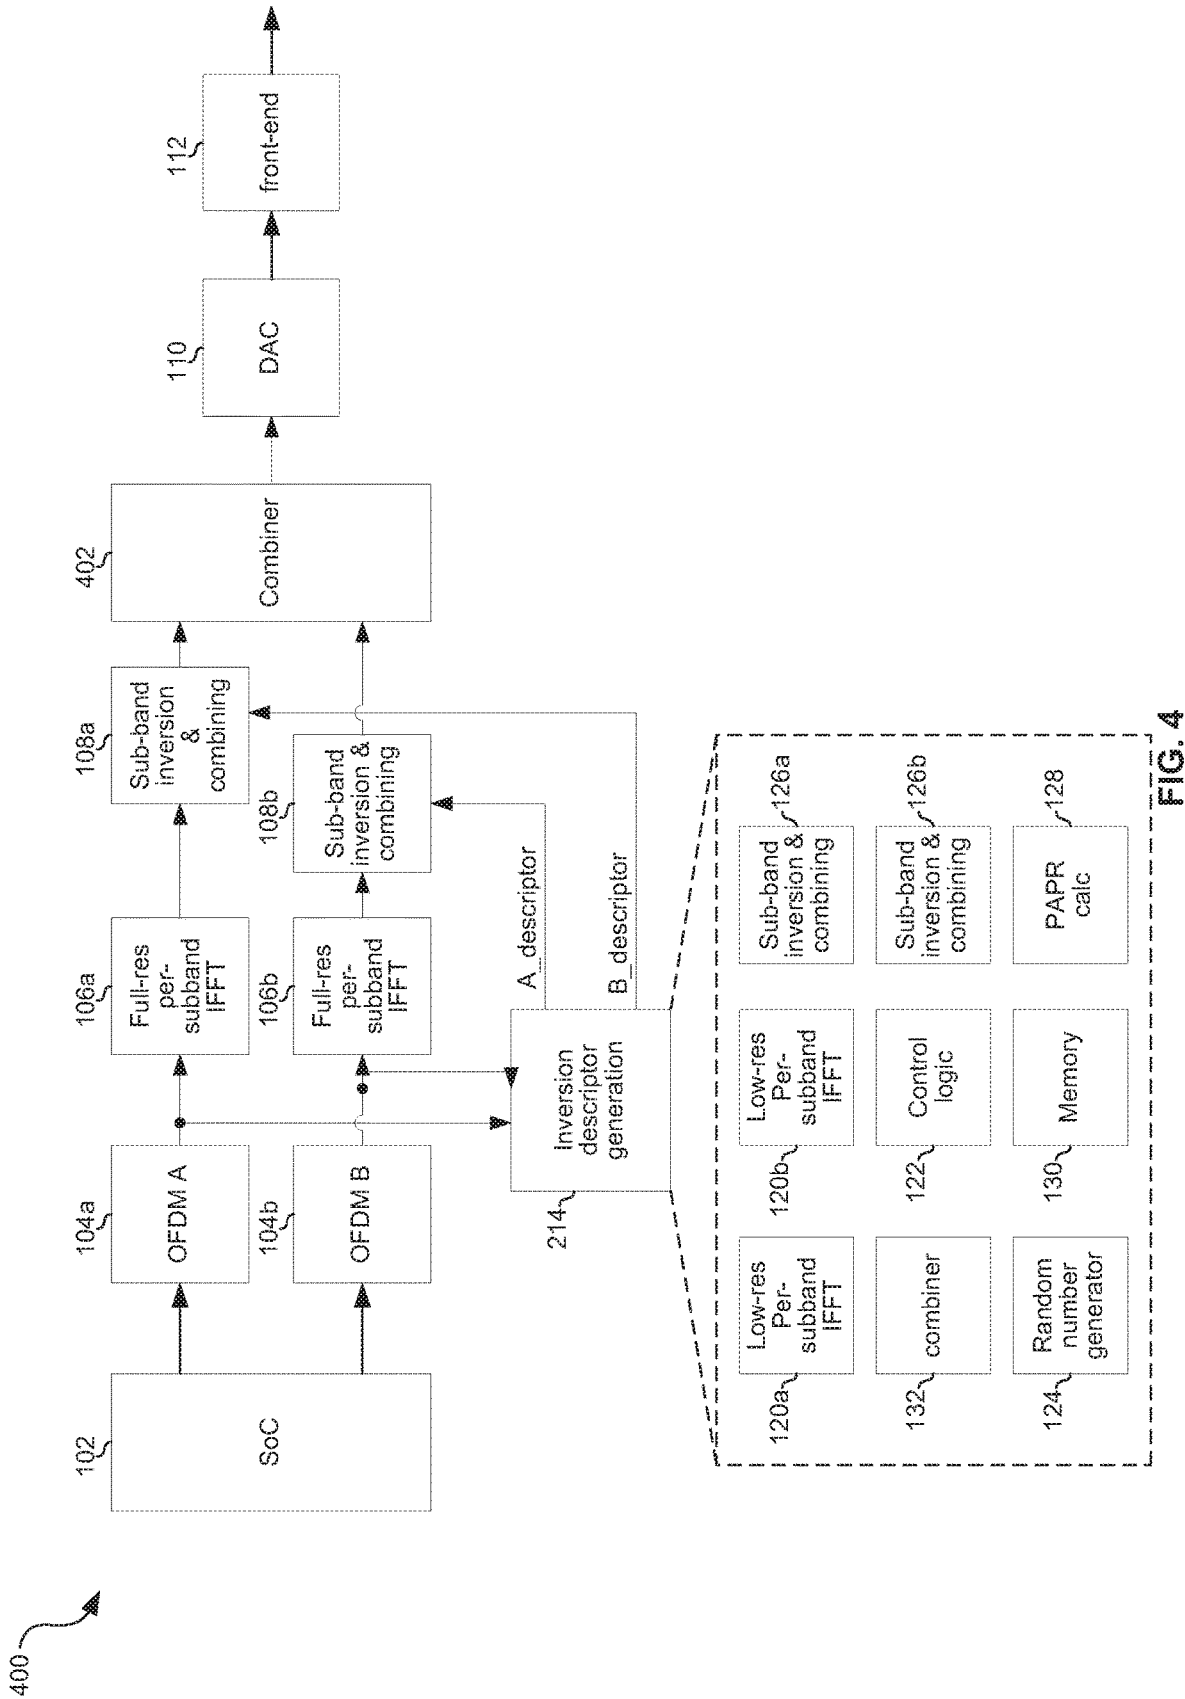 400
102
SoC
104a
OFDM A
104b
OFDM B
106a
Full-res
per-
subband
IFFT
106b
Full-res
per-
subband
IFFT
108a
Sub-band
inversion
&
combining
108b
Sub-band
inversion &
combining
402
Combiner
110
DAC
112
front-end
214
Inversion
descriptor
generation
A_descriptor
B_descriptor
120a
Low-res
Per-
subband
IFFT
120b
Low-res
Per-
subband
IFFT
Sub-band
inversion &
combining
126a
132
combiner
122
Control
logic
Sub-band
inversion &
combining
126b
124
Random
number
generator
130
Memory
PAPR
calc
128
FIG. 4